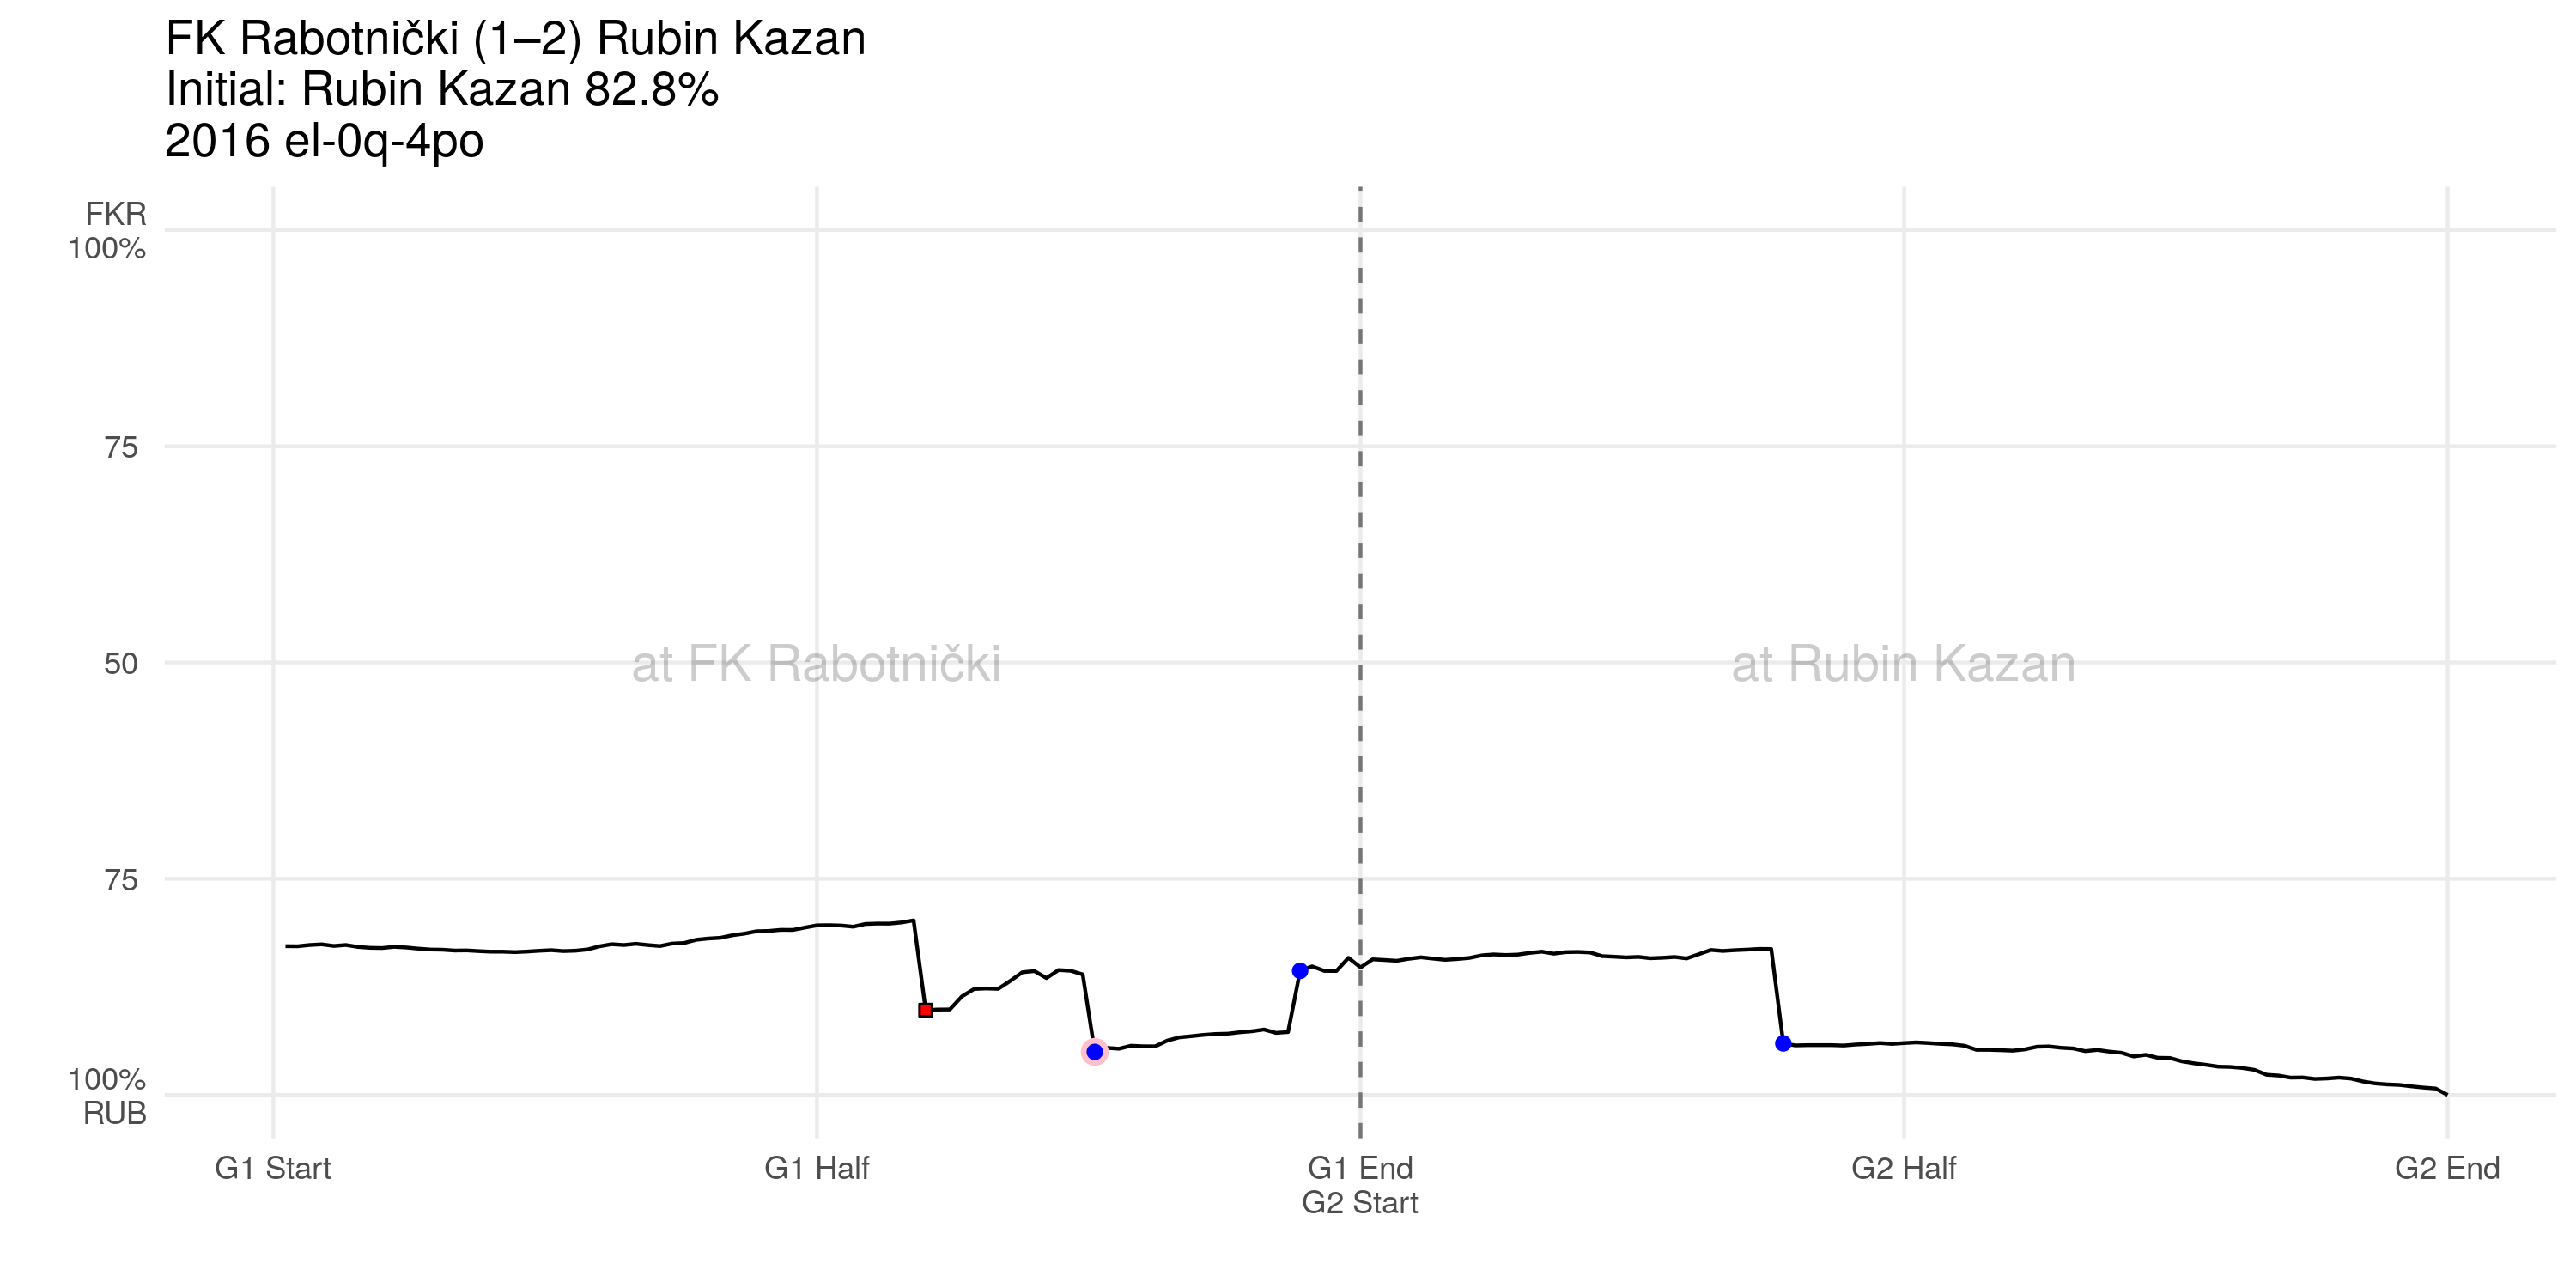 FK Rabotnički (1–2) Rubin Kazan
Initial: Rubin Kazan 82.8%
2016 el-0q-4po
FKR
100%
75
50
75
100%
RUB
at FK Rabotnički
at Rubin Kazan
G1 Start
G1 Half
G1 End
G2 Start
G2 Half
G2 End